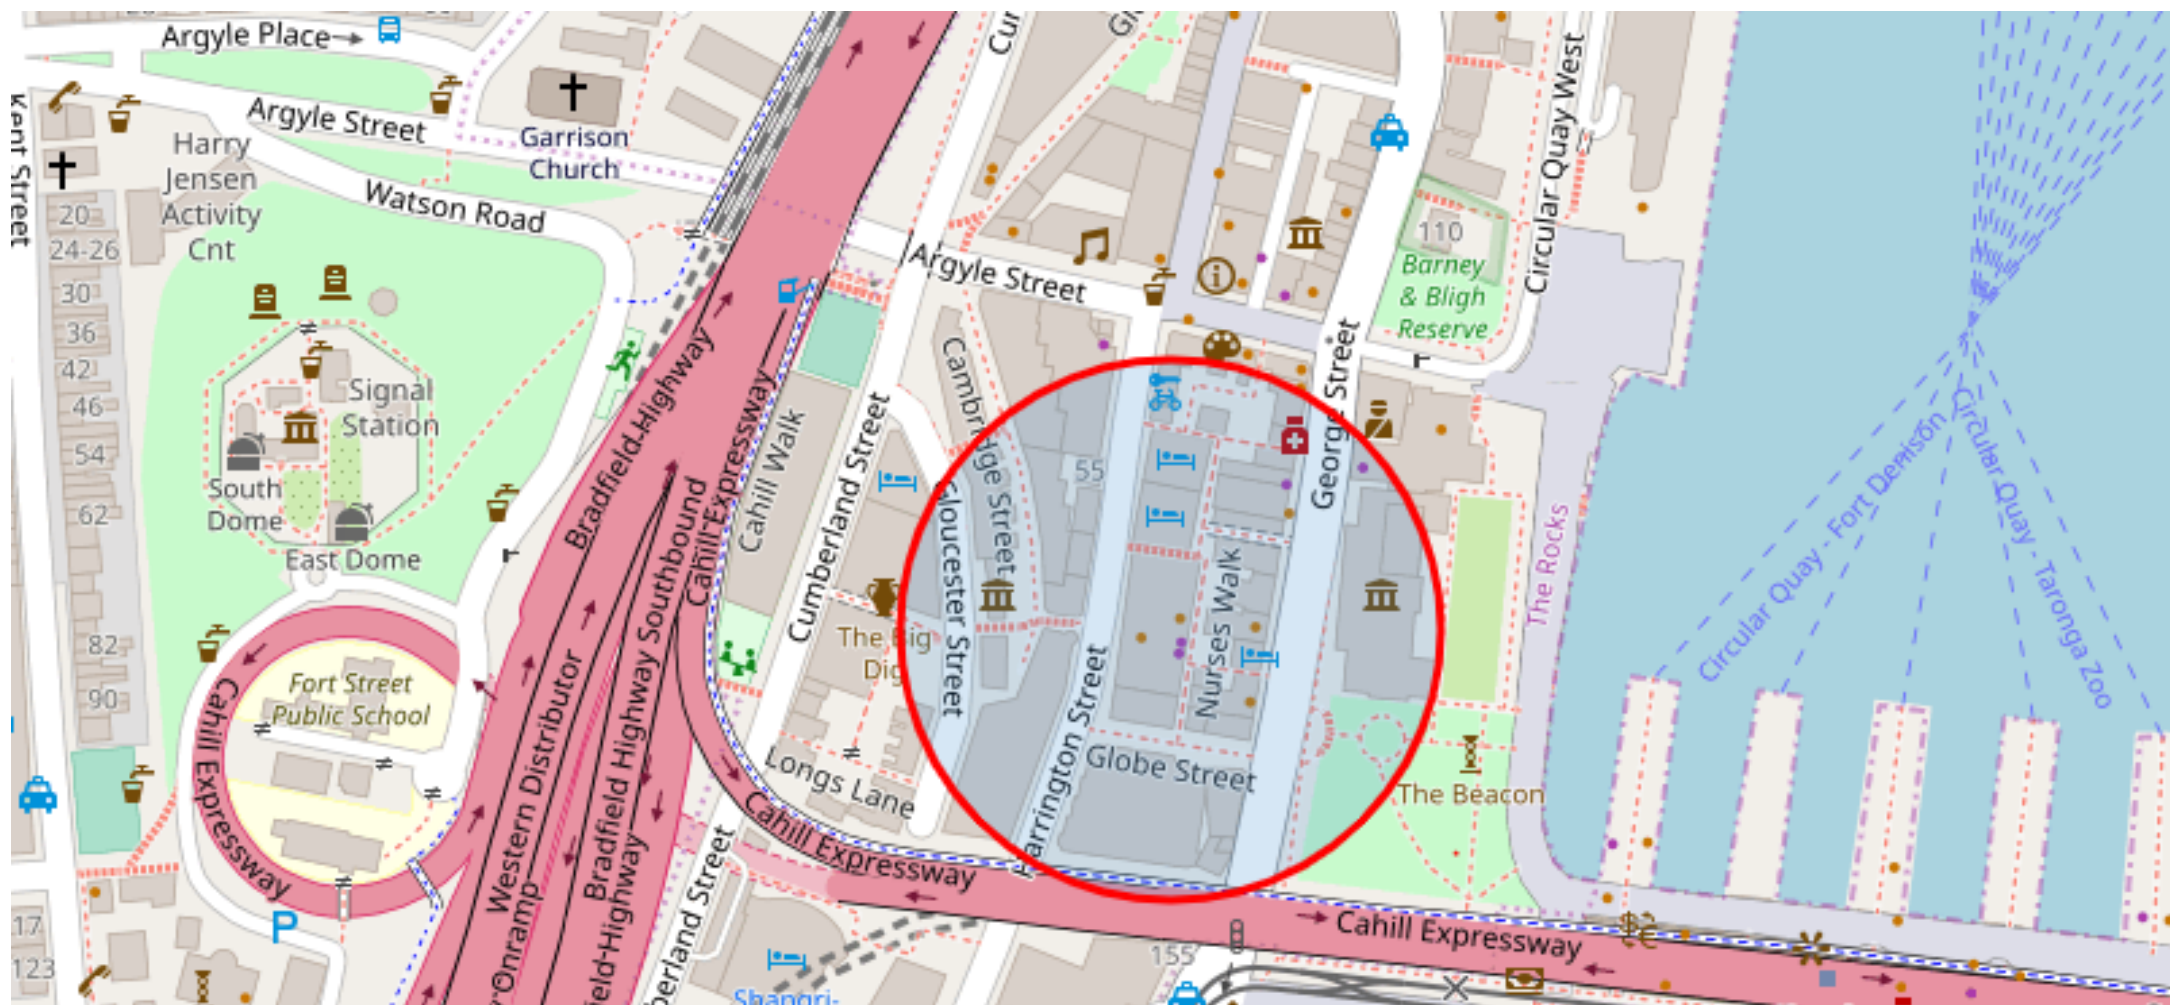 Argyle Place
Argyle Street
Kent Street
Harry
Jensen
Activity
Cnt
Garrison
Church
Watson Road
20
24-26
30
36
42
46
54
62
82
90
17
123
Signal
Station
South
Dome
East Dome
Fort Street
Public School
Cahill Expressway
P
Bradfield Highway
Western Distributor
Bradfield Highway Southbound
Cahill Expressway
Cahill Walk
Cumberland Street
Argyle Street
Cambridge Street
Gloucester Street
The Big
Dig
Longs Lane
Cahill Expressway
55
Harrington Street
Nurses Walk
Globe Street
George Street
110
Barney
& Bligh
Reserve
Circular Quay West
The Rocks
The Beacon
Circular Quay - Fort Denison
Circular Quay - Taronga Zoo
Cahill Expressway
155
Shangri-